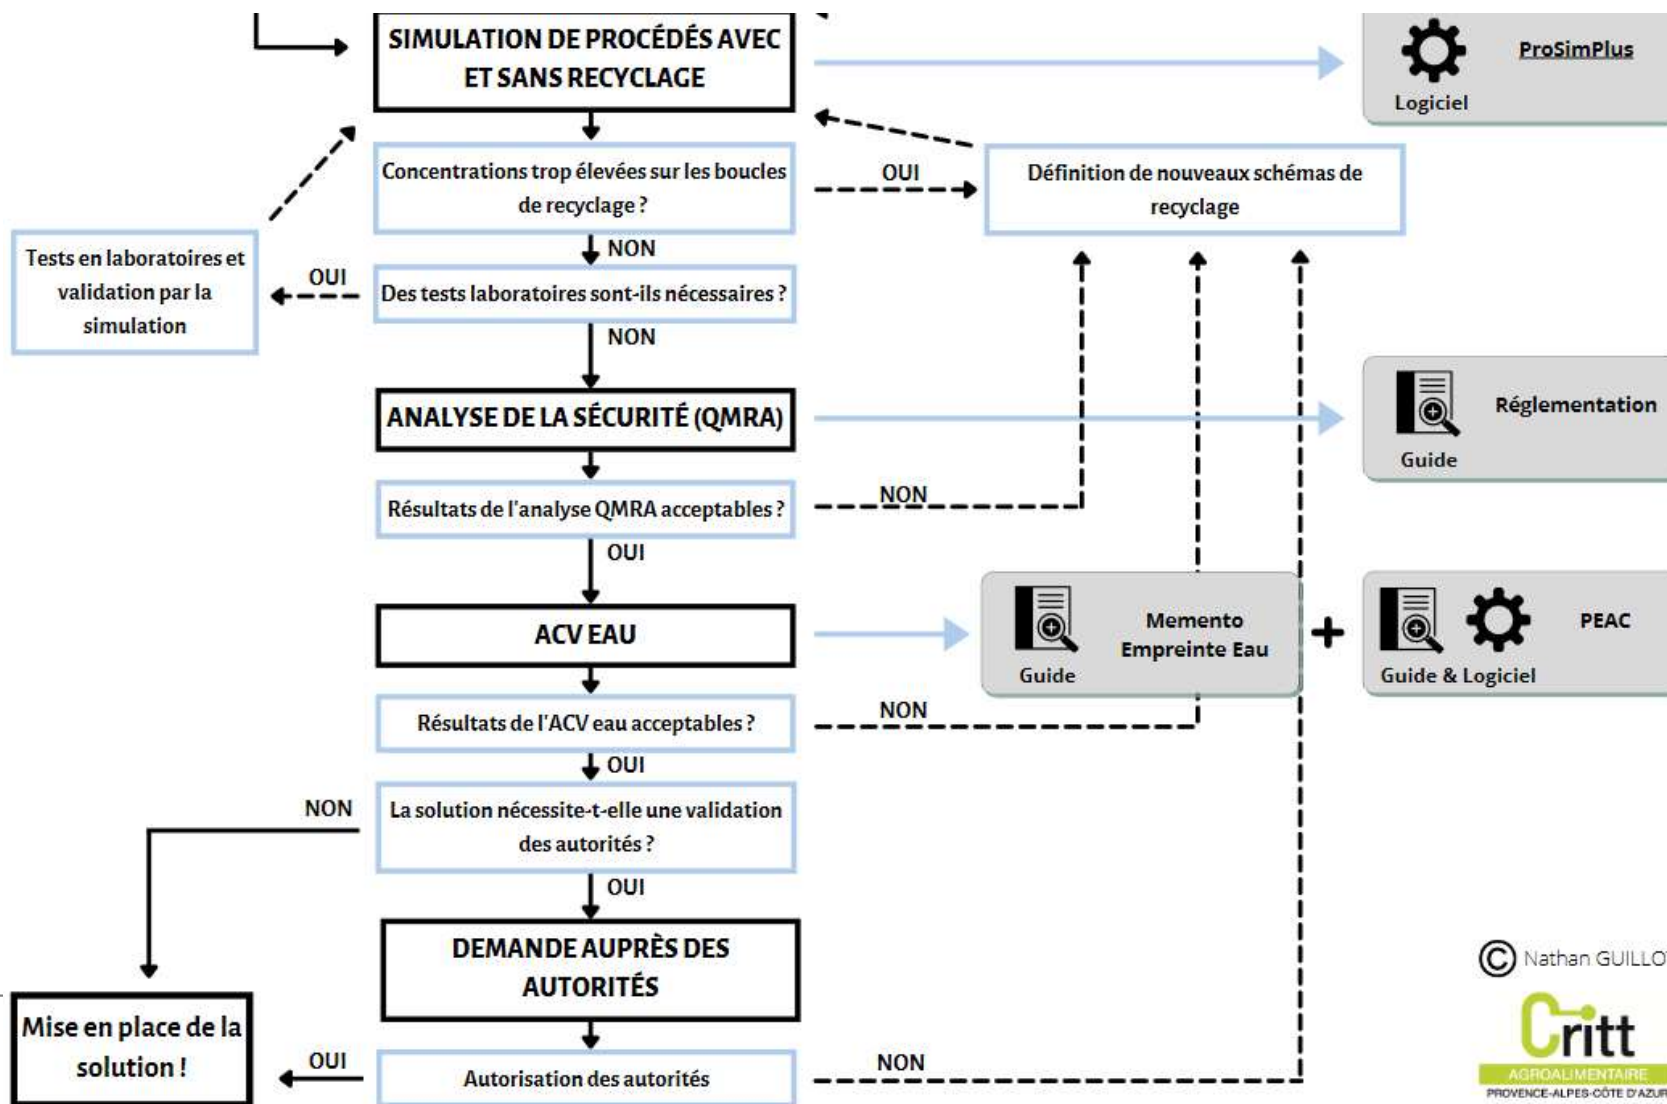 SIMULATION DE PROCÉDÉS AVEC
ET SANS RECYCLAGE
ProSimPlus
Logiciel
Concentrations trop élevées sur les boucles
de recyclage ?
OUI
Définition de nouveaux schémas de
recyclage
NON
Tests en laboratoires et
validation par la
simulation
OUI
Des tests laboratoires sont-ils nécessaires ?
NON
ANALYSE DE LA SÉCURITÉ (QMRA)
Réglementation
Guide
Résultats de l'analyse QMRA acceptables ?
NON
OUI
ACV EAU
Memento
Empreinte Eau
Guide
+
PEAC
Guide & Logiciel
Résultats de l'ACV eau acceptables ?
NON
OUI
NON
La solution nécessite-t-elle une validation
des autorités ?
OUI
DEMANDE AUPRÈS DES
AUTORITÉS
© Nathan GUILLO
Mise en place de la
solution !
OUI
Autorisation des autorités
NON
Critt
AGROALIMENTAIRE
PROVENCE-ALPES-CÔTE D'AZUR